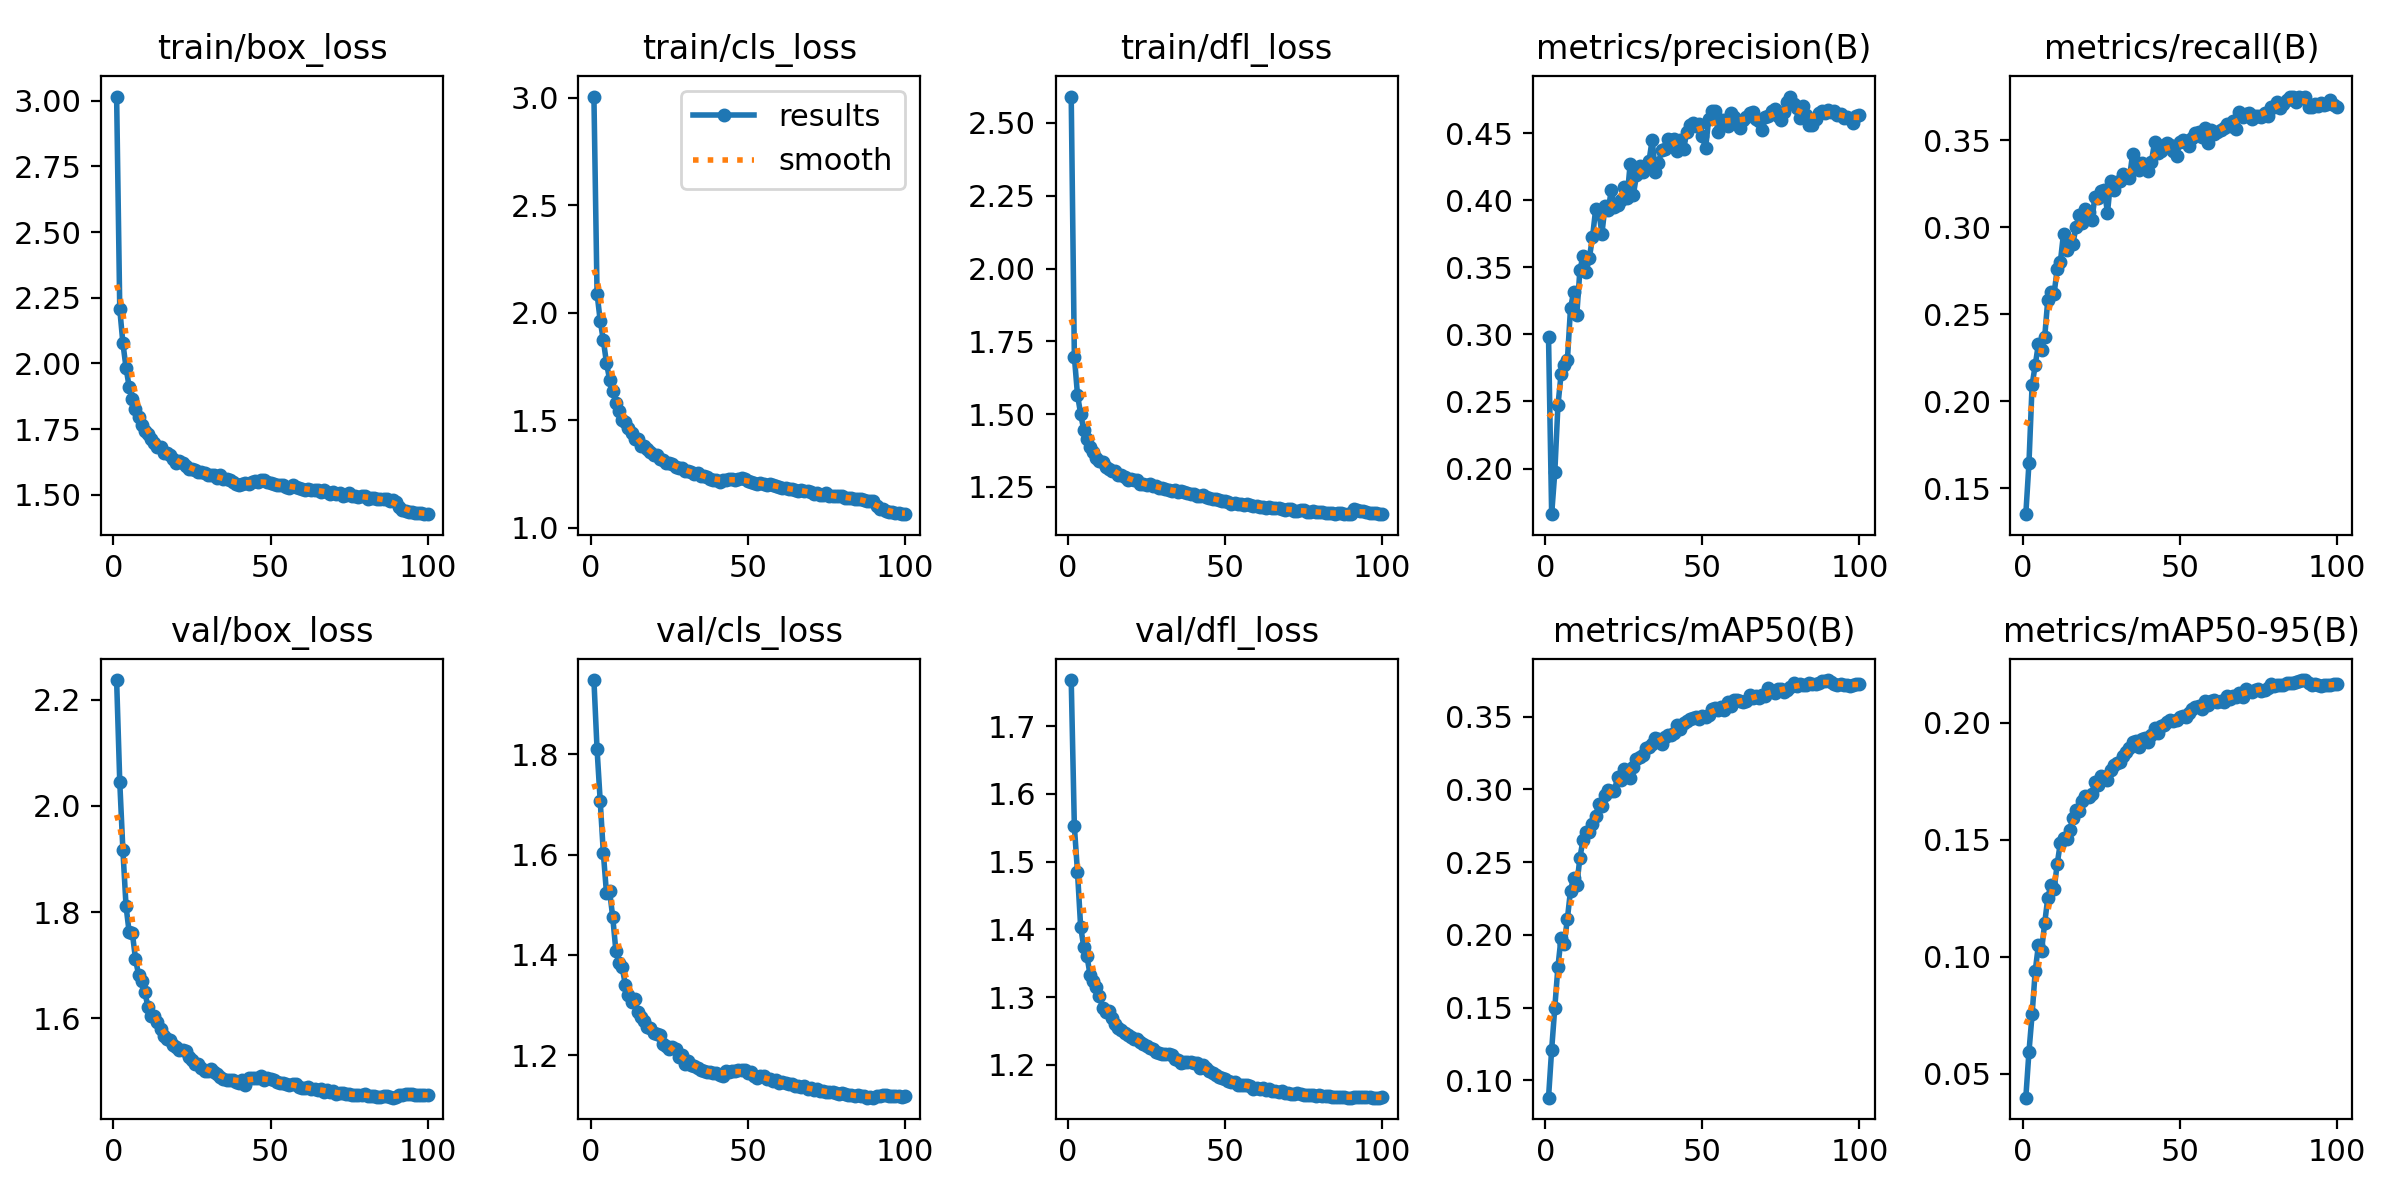 train/box_loss
3.00
2.75
2.50
2.25
2.00
1.75
1.50
0 50 100
train/cls_loss
results
smooth
3.0
2.5
2.0
1.5
1.0
0 50 100
train/dfl_loss
2.50
2.25
2.00
1.75
1.50
1.25
0 50 100
metrics/precision(B)
0.45
0.40
0.35
0.30
0.25
0.20
0 50 100
metrics/recall(B)
0.35
0.30
0.25
0.20
0.15
0 50 100
val/box_loss
2.2
2.0
1.8
1.6
0 50 100
val/cls_loss
1.8
1.6
1.4
1.2
0 50 100
val/dfl_loss
1.7
1.6
1.5
1.4
1.3
1.2
0 50 100
metrics/mAP50(B)
0.35
0.30
0.25
0.20
0.15
0.10
0 50 100
metrics/mAP50-95(B)
0.20
0.15
0.10
0.05
0 50 100